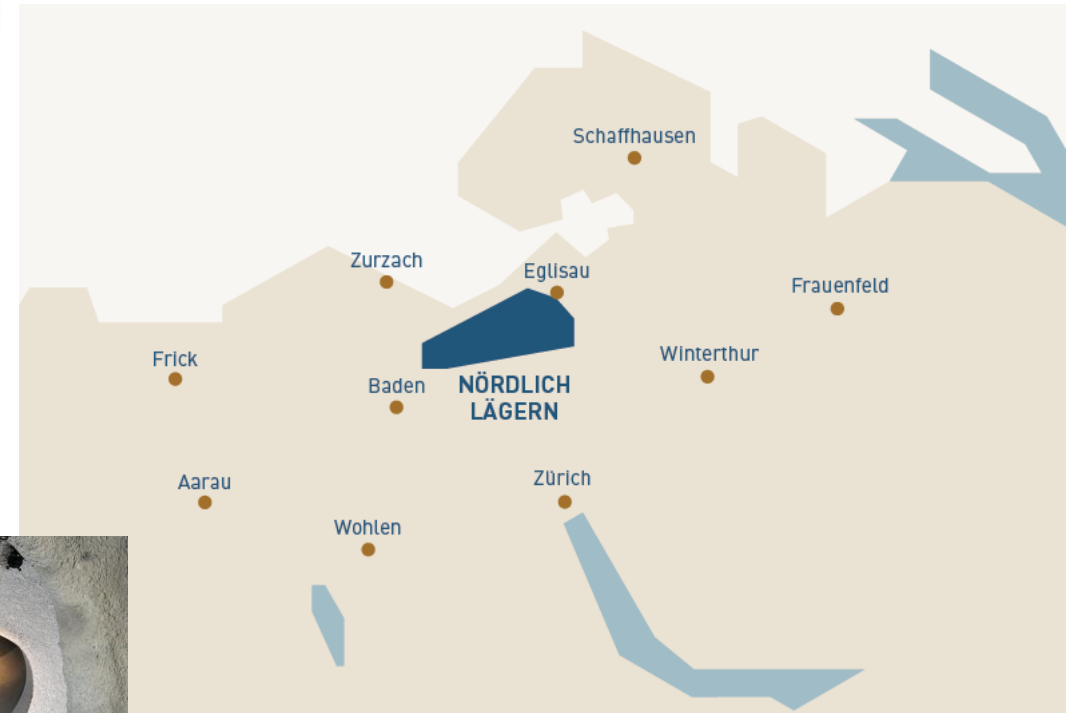 Schaffhausen
Zurzach
Eglisau
Frauenfeld
Winterthur
Frick
Baden
NÖRDLICH
LÄGERN
Zürich
Aarau
Wohlen